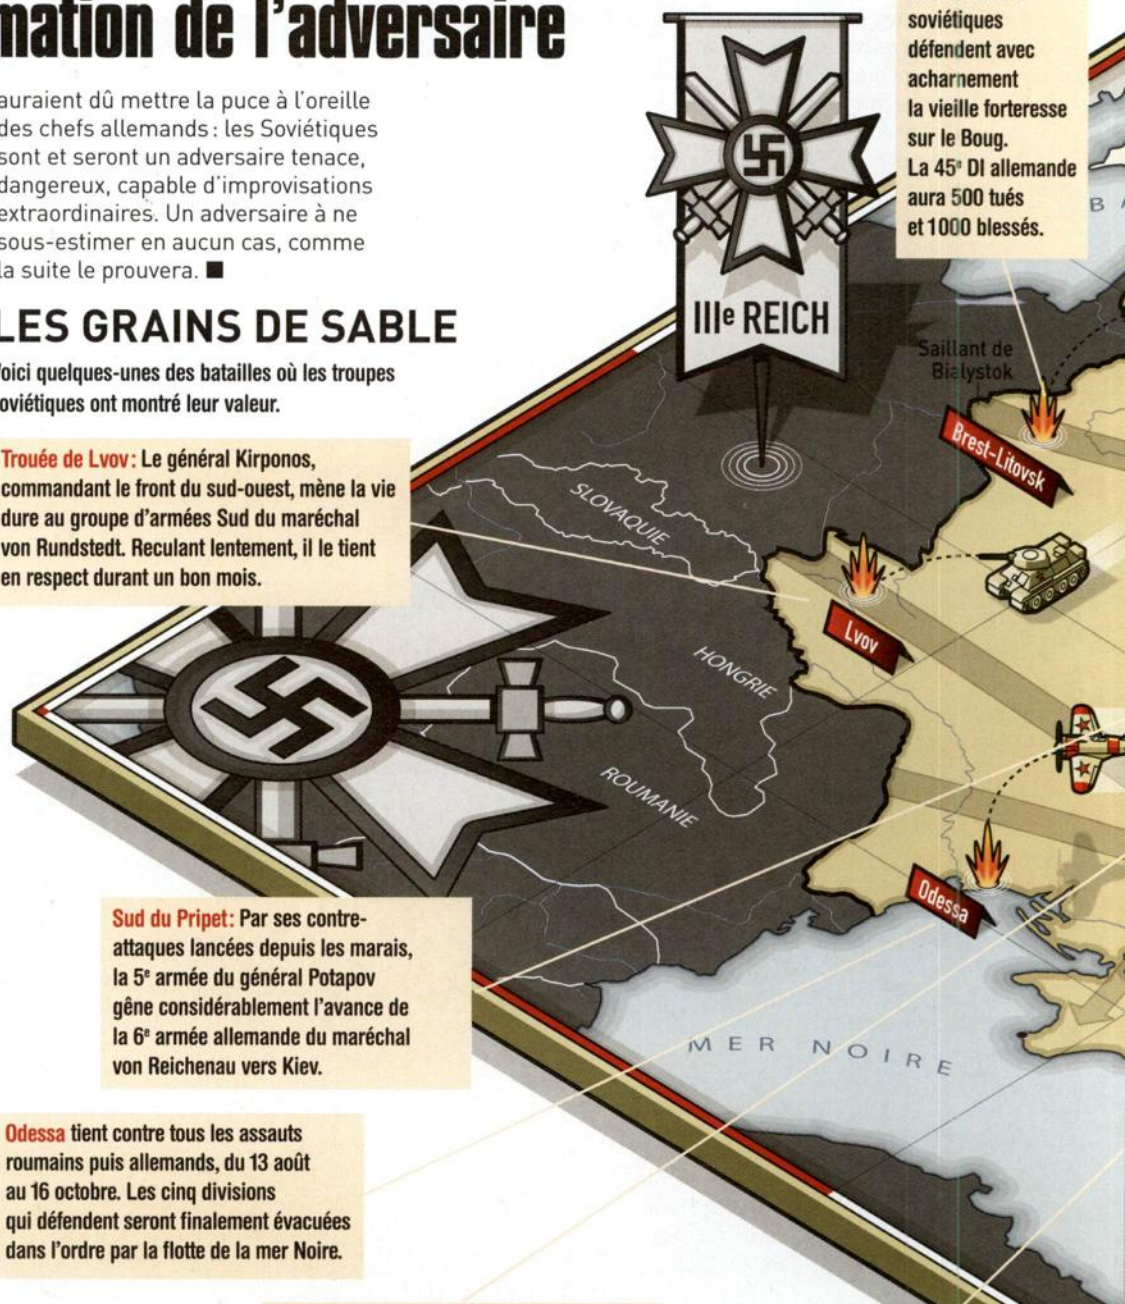 mation de l'adversaire
auraient dû mettre la puce à l'oreille
des chefs allemands : les Soviétiques
sont et seront un adversaire tenace,
dangereux, capable d'improvisations
extraordinaires. Un adversaire à ne
sous-estimer en aucun cas, comme
la suite le prouvera. ■
LES GRAINS DE SABLE
Voici quelques-unes des batailles où les troupes
soviétiques ont montré leur valeur.
Trouée de Lvov : Le général Kirponos,
commandant le front du sud-ouest, mène la vie
dure au groupe d'armées Sud du maréchal
von Rundstedt. Reculant lentement, il le tient
en respect durant un bon mois.
soviétiques
défendent avec
acharnement
la vieille forteresse
sur le Boug.
La 45e DI allemande
aura 500 tués
et 1000 blessés.
IIIe REICH
B A
Saillant de
Bialystok
Brest-Litovsk
SLOVAQUIE
Lvov
HONGRIE
ROUMANIE
Odessa
MER NOIRE
Sud du Pripet : Par ses contre-
attaques lancées depuis les marais,
la 5e armée du général Potapov
gêne considérablement l'avance de
la 6e armée allemande du maréchal
von Reichenau vers Kiev.
Odessa tient contre tous les assauts
roumains puis allemands, du 13 août
au 16 octobre. Les cinq divisions
qui défendent seront finalement évacuées
dans l'ordre par la flotte de la mer Noire.